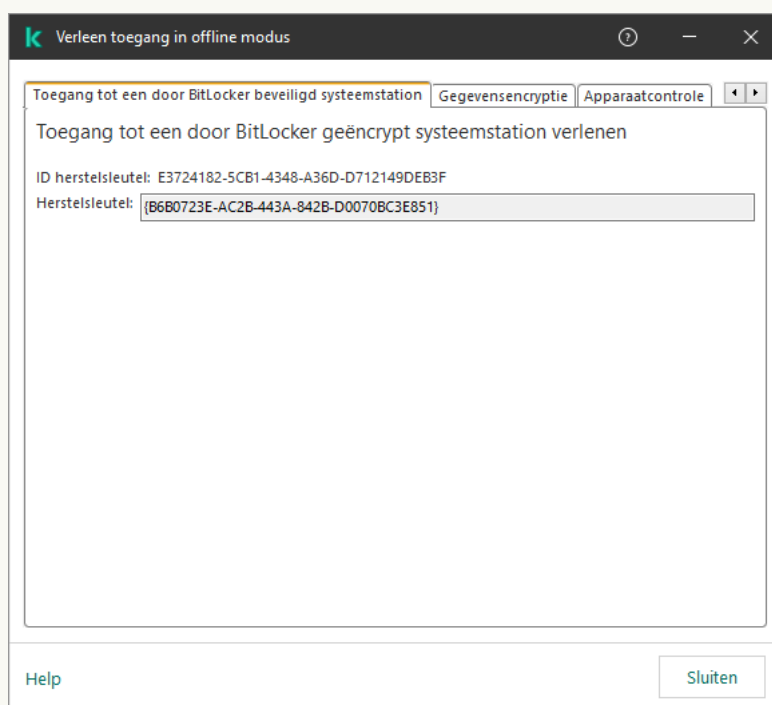 Verleen toegang in offline modus
Toegang tot een door BitLocker beveiligd systeemstation Gegevensencryptie Apparaatcontrole
Toegang tot een door BitLocker geëncrypt systeemstation verlenen
ID herstelsleutel: E3724182-5CB1-4348-A36D-D712149DEB3F
Herstelsleutel: {B6B0723E-AC2B-443A-842B-D0070BC3E851}
Help Sluiten